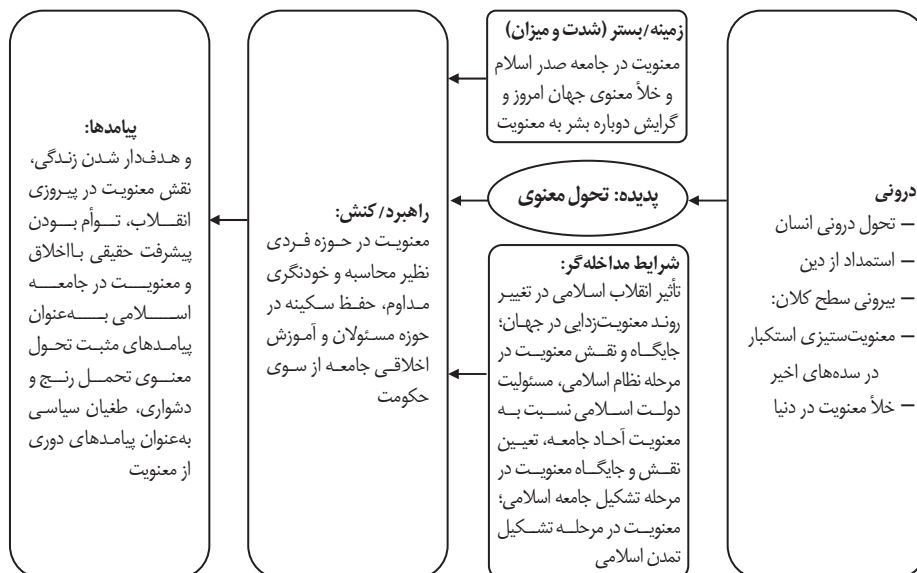 درونی
– تحول درونی انسان
– استمداد از دین
– بیرونی سطح کلان:
– معنویت‌ستیزی استکبار
در سده‌های اخیر
– خلأ معنویت در دنیا
زمینه/بستر (شدت و میزان)
معنویت در جامعه صدر اسلام
و خلأ معنوی جهان امروز و
گرایش دوباره بشر به معنویت
پدیده: تحول معنوی
شرایط مداخله‌گر:
تأثیر انقلاب اسلامی در تغییر
روند معنویت‌زدایی در جهان؛
جایگاه و نقش معنویت در
مرحله نظام اسلامی، مسئولیت
دولت اسلامی نسبت به
معنویت آحاد جامعه، تعیین
نقش و جایگاه معنویت در
مرحله تشکیل جامعه اسلامی؛
معنویت در مرحله تشکیل
تمدن اسلامی
راهبرد/کنش:
معنویت در حوزه فردی
نظیر محاسبه و خودنگری
مداوم، حفظ سکینه در
حوزه مسئولان و آموزش
اخلاقی جامعه از سوی
حکومت
پیامدها:
و هدف‌دار شدن زندگی،
نقش معنویت در پیروزی
انقلاب، توأم بودن
پیشرفت حقیقی بااخلاق
و معنویت در جامعه
اسلامی به‌عنوان
پیامدهای مثبت تحول
معنوی تحمل رنج و
دشواری، طغیان سیاسی
به‌عنوان پیامدهای دوری
از معنویت